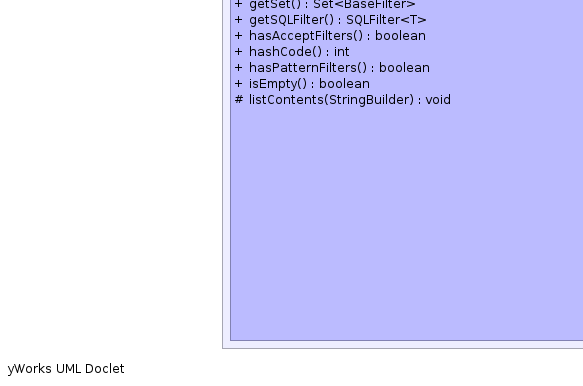 + getSet() : Set<BaseFilter>
+ getSQLFilter() : SQLFilter<T>
+ hasAcceptFilters() : boolean
+ hashCode() : int
+ hasPatternFilters() : boolean
+ isEmpty() : boolean
# listContents(StringBuilder) : void
yWorks UML Doclet